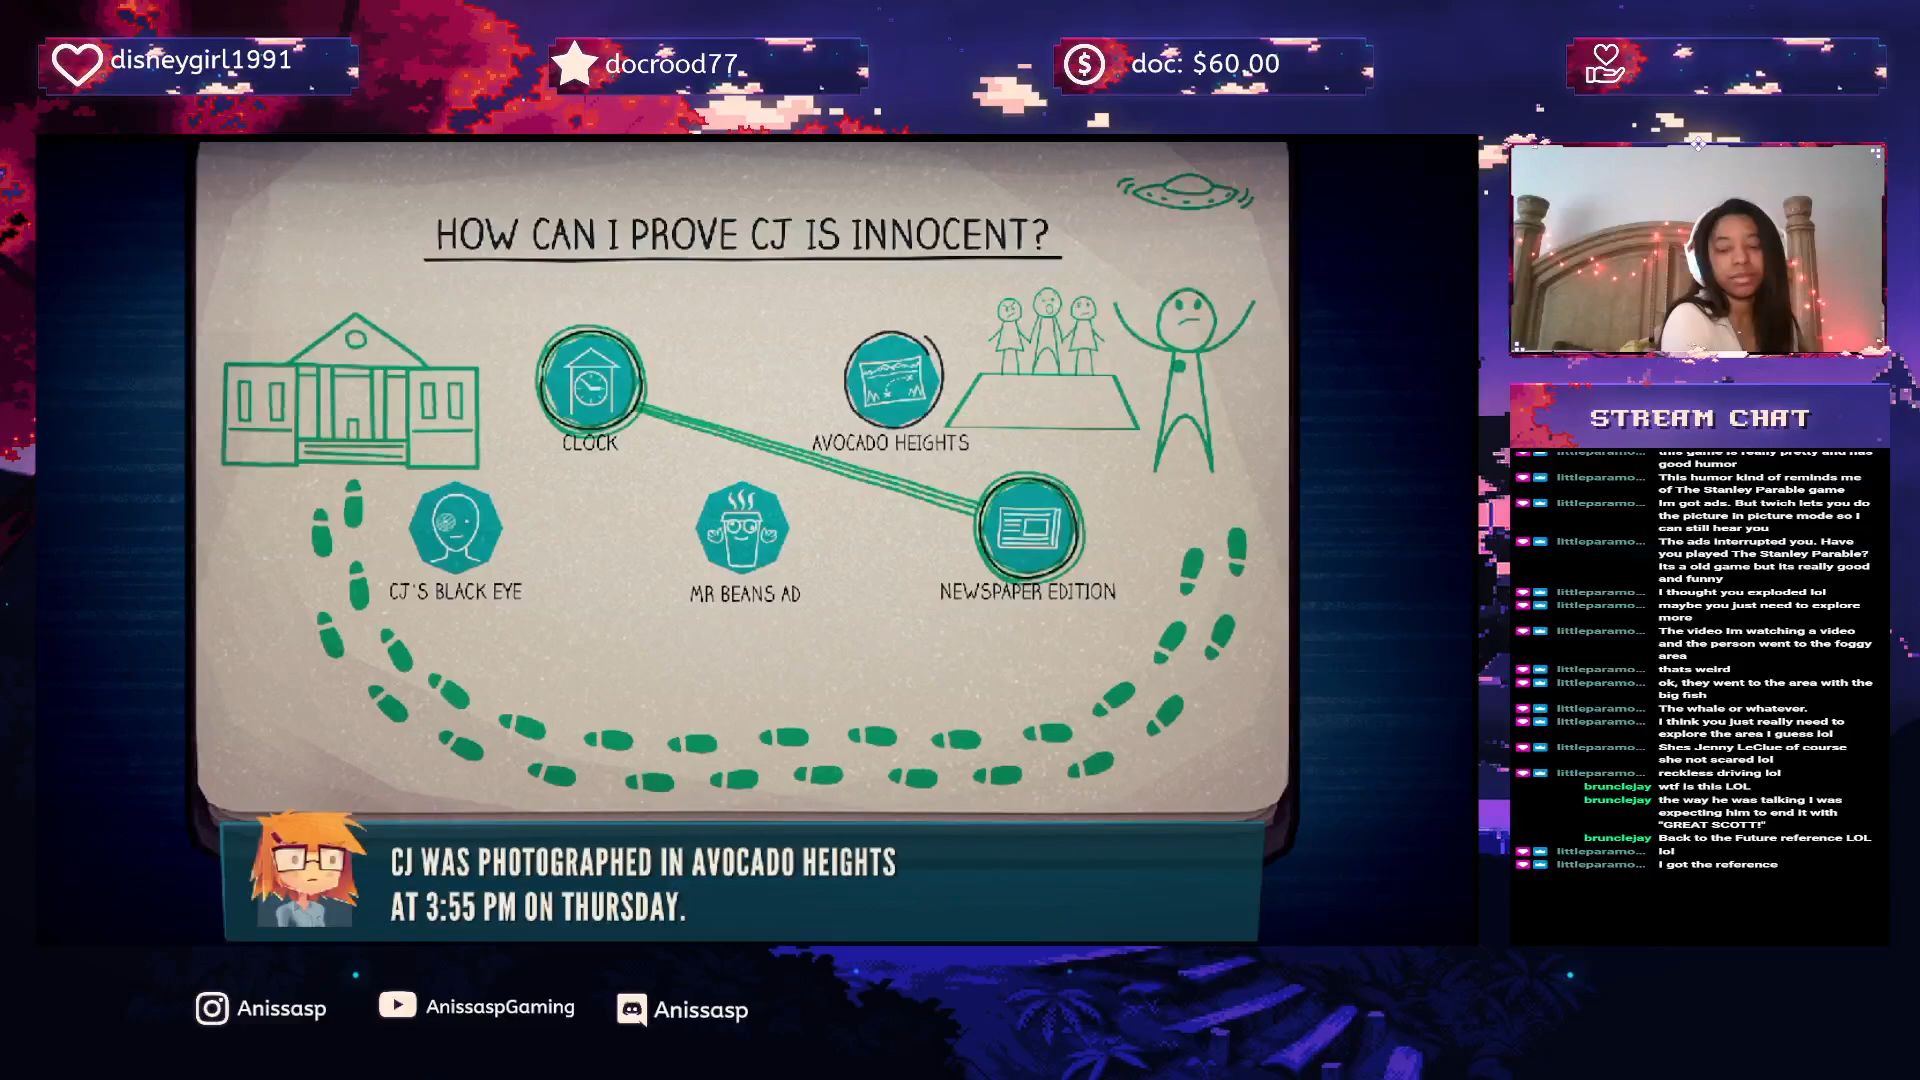 disneygirl1991
docrood77
doc: $60.00
HOW CAN I PROVE CJ IS INNOCENT?
CLOCK
AVOCADO HEIGHTS
CJ'S BLACK EYE
MR BEANS AD
NEWSPAPER EDITION
CJ WAS PHOTOGRAPHED IN AVOCADO HEIGHTS
AT 3:55 PM ON THURSDAY.
STREAM CHAT
this game is really pretty and has
good humor
littleparamo... This humor kind of reminds me
of The Stanley Parable game
littleparamo... Im got ads. But twich lets you do
the picture in picture mode so I
can still hear you
littleparamo... The ads interrupted you. Have
you played The Stanley Parable?
Its a old game but its really good
and funny
littleparamo... I thought you exploded lol
littleparamo... maybe you just need to explore
more
littleparamo... The video Im watching a video
and the person went to the foggy
area
littleparamo... thats weird
littleparamo... ok, they went to the area with the
big fish
littleparamo... The whale or whatever.
littleparamo... I think you just really need to
explore the area I guess lol
littleparamo... Shes Jenny LeClue of course
she not scared lol
littleparamo... reckless driving lol
brunclejay wtf is this LOL
brunclejay the way he was talking I was
expecting him to end it with
"GREAT SCOTT!"
brunclejay Back to the Future reference LOL
littleparamo... lol
littleparamo... I got the reference
Anissasp
AnissaspGaming
Anissasp